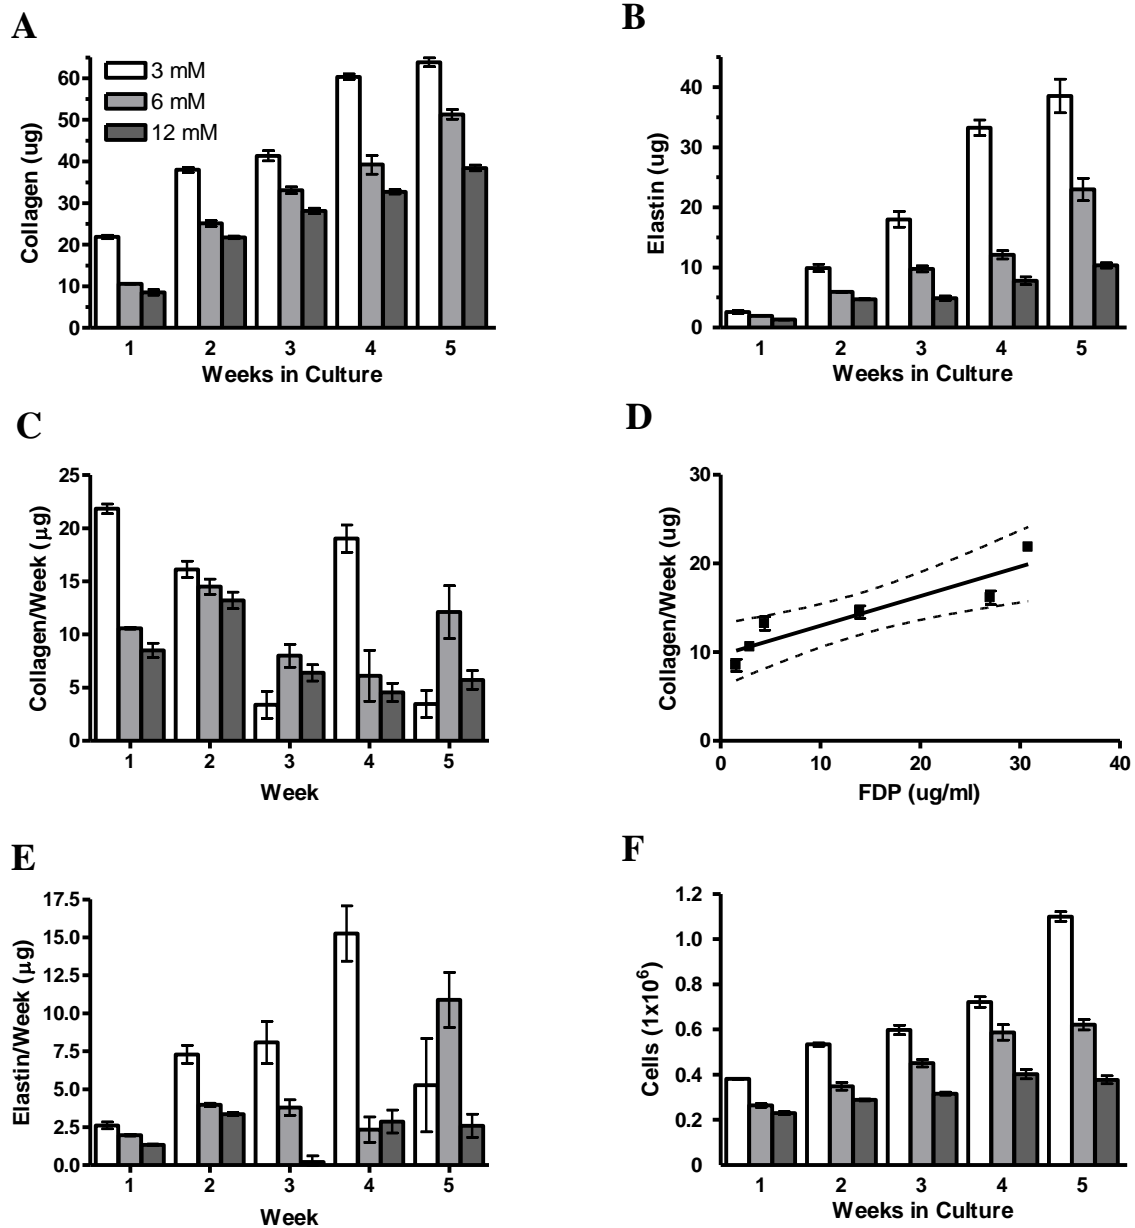 A
Collagen (ug)
60
50
40
30
20
10
0
3 mM
6 mM
12 mM
1 2 3 4 5
Weeks in Culture
B
Elastin (ug)
40
30
20
10
0
1 2 3 4 5
Weeks in Culture
C
Collagen/Week (μg)
25
20
15
10
5
0
1 2 3 4 5
Week
D
Collagen/Week (ug)
30
20
10
0
0 10 20 30 40
FDP (ug/ml)
E
Elastin/Week (μg)
17.5
15.0
12.5
10.0
7.5
5.0
2.5
0.0
1 2 3 4 5
Week
F
Cells (1x10⁶)
1.2
1.0
0.8
0.6
0.4
0.2
0
1 2 3 4 5
Weeks in Culture